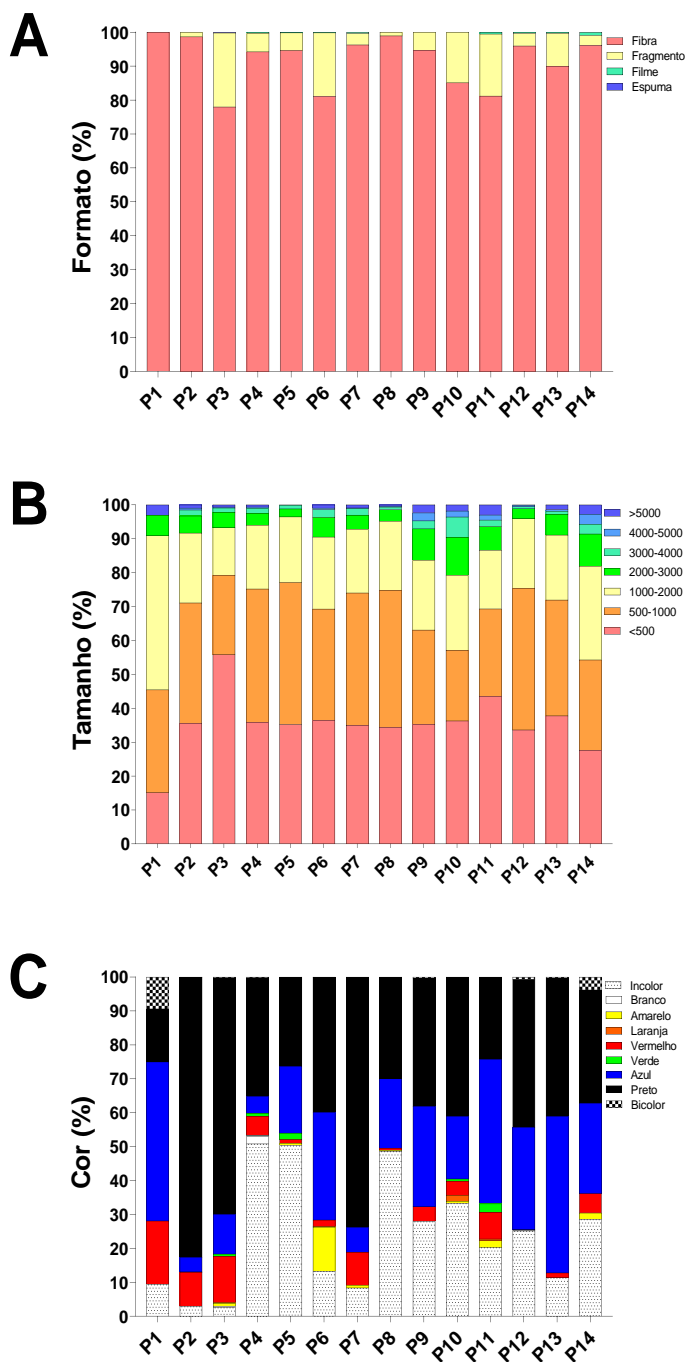 A
Formato (%)
100
90
80
70
60
50
40
30
20
10
0
P1 P2 P3 P4 P5 P6 P7 P8 P9 P10 P11 P12 P13 P14
Fibra
Fragmento
Filme
Espuma
B
Tamanho (%)
100
90
80
70
60
50
40
30
20
10
0
P1 P2 P3 P4 P5 P6 P7 P8 P9 P10 P11 P12 P13 P14
>5000
4000-5000
3000-4000
2000-3000
1000-2000
500-1000
<500
C
Cor (%)
100
90
80
70
60
50
40
30
20
10
0
P1 P2 P3 P4 P5 P6 P7 P8 P9 P10 P11 P12 P13 P14
Incolor
Branco
Amarelo
Laranja
Vermelho
Verde
Azul
Preto
Bicolor